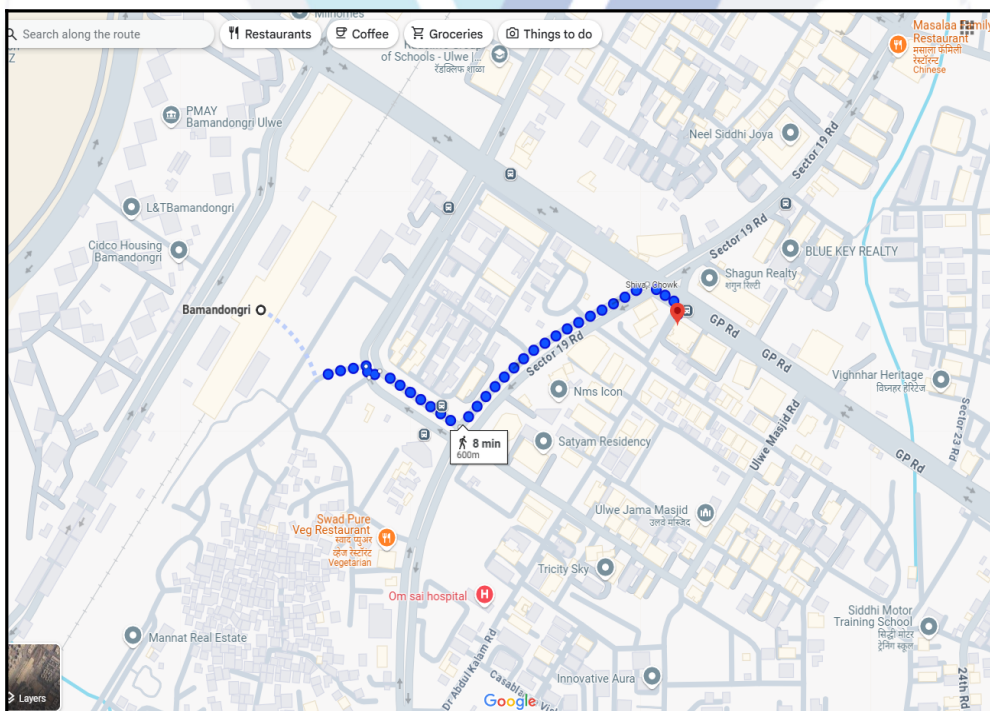 Search along the route
Restaurants
Coffee
Groceries
Things to do
of Schools - Ulwe |...
रॅडक्लिफ शाळा
Masalaa Family
Restaurant
मसाला फॅमिली
रेस्टॉरंट
Chinese
PMAY
Bamandongri Ulwe
Neel Siddhi Joya
Sector 19 Rd
L&TBamandongri
Cidco Housing
Bamandongri
Sector 19 Rd
BLUE KEY REALTY
Shagun Realty
शगुन रिल्टी
Bamandongri
GP Rd
GP Rd
Sector 19 Rd
Vighnhar Heritage
विघ्नहर हेरिटेज
Nms Icon
Ulwe Masjid Rd
Sector 23 Rd
8 min
600m
Satyam Residency
GP Rd
Ulwe Jama Masjid
उलवे मस्जिद
Swad Pure
Veg Restaurant
स्वाद प्युअर
व्हेज रेस्टॉरंट
Vegetarian
Tricity Sky
Om sai hospital
Siddhi Motor
Training School
सिद्धी मोटर
ट्रेनिंग स्कूल
Mannat Real Estate
Dr Abdul Kalam Rd
Innovative Aura
24th Rd
Layers
Google